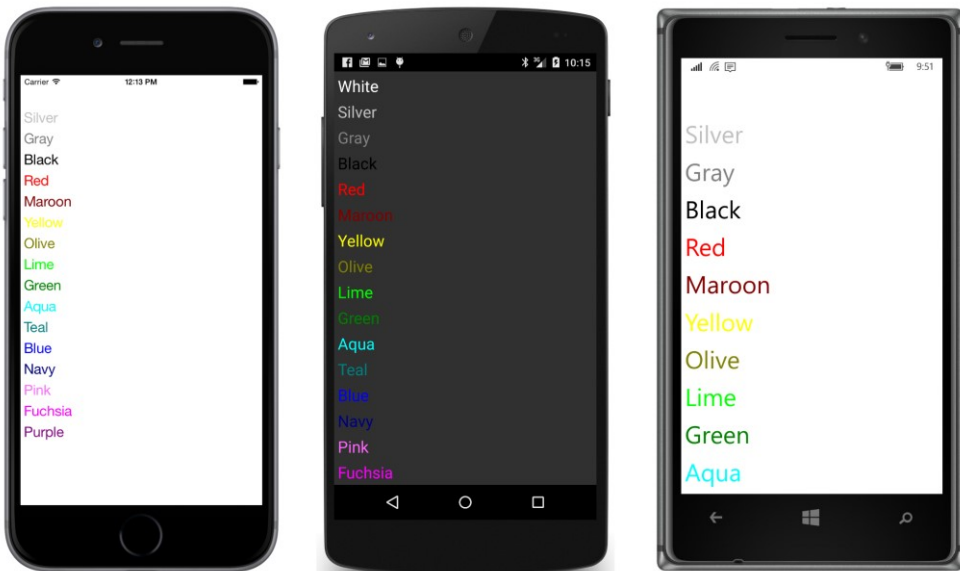 Carrier 12:13 PM
Silver
Gray
Black
Red
Maroon
Yellow
Olive
Lime
Green
Aqua
Teal
Blue
Navy
Pink
Fuchsia
Purple
3G 10:15
White
Silver
Gray
Black
Red
Maroon
Yellow
Olive
Lime
Green
Aqua
Teal
Blue
Navy
Pink
Fuchsia
9:51
Silver
Gray
Black
Red
Maroon
Yellow
Olive
Lime
Green
Aqua